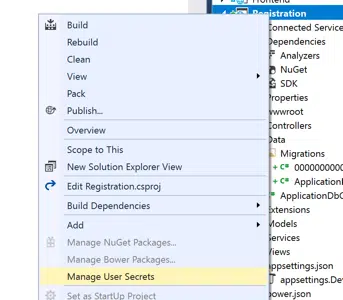 Build
Rebuild
Clean
View
Pack
Publish...
Overview
Scope to This
New Solution Explorer View
Edit Registration.csproj
Build Dependencies
Add
Manage NuGet Packages...
Manage Bower Packages...
Manage User Secrets
Set as StartUp Project
Frontend
Registration
Connected Service
Dependencies
Analyzers
NuGet
SDK
Properties
wwwroot
Controllers
Data
Migrations
C# 0000000000
C# Application
ApplicationDbC
Extensions
Models
Services
Views
appsettings.json
appsettings.Dev
bower.json